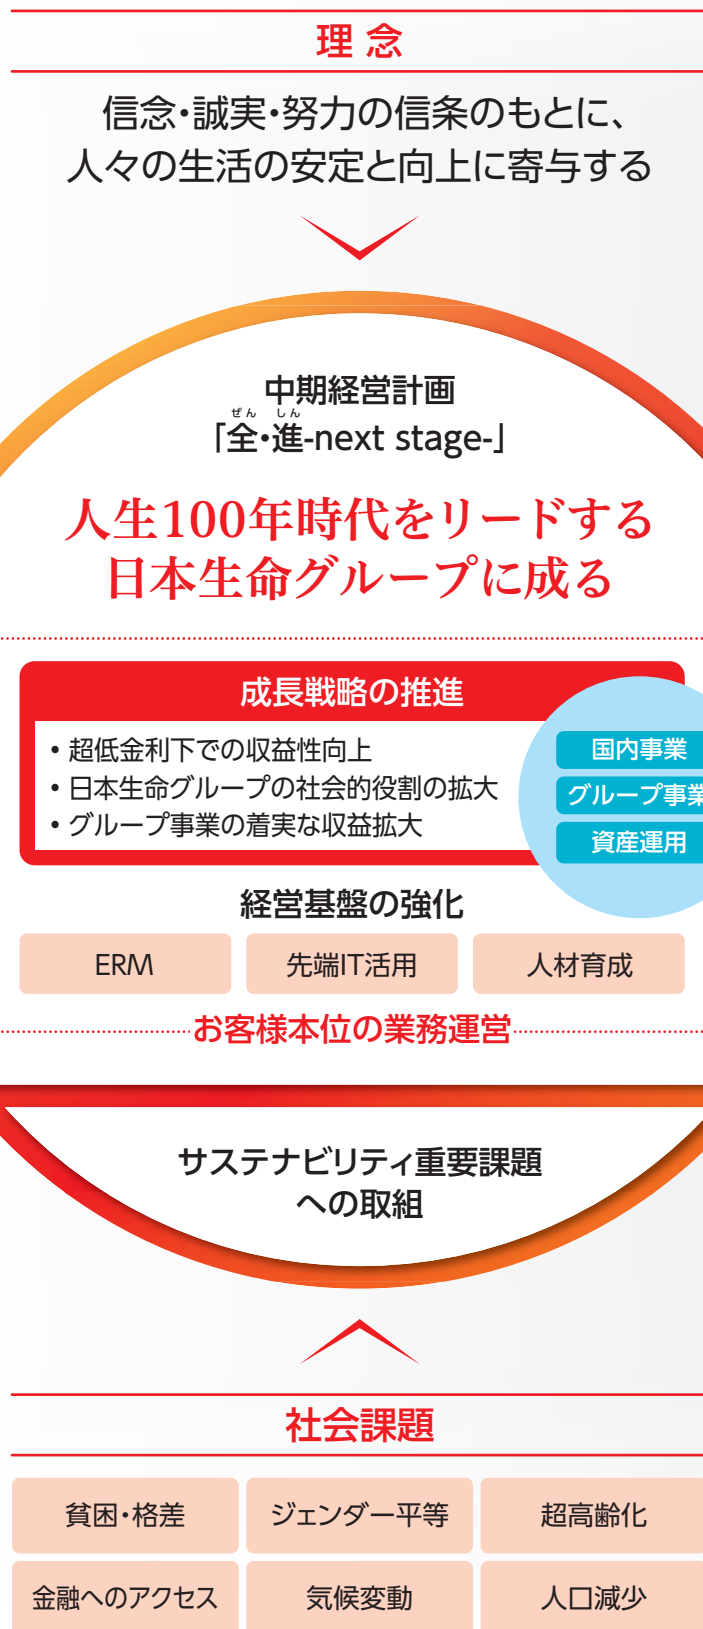 理念
信念・誠実・努力の信条のもとに、
人々の生活の安定と向上に寄与する
中期経営計画
ぜん しん
「全・進-next stage-」
人生100年時代をリードする
日本生命グループに成る
成長戦略の推進
・超低金利下での収益性向上
・日本生命グループの社会的役割の拡大
・グループ事業の着実な収益拡大
国内事業
グループ事業
資産運用
経営基盤の強化
ERM
先端IT活用
人材育成
お客様本位の業務運営
サステナビリティ重要課題
への取組
社会課題
貧困・格差
ジェンダー平等
超高齢化
金融へのアクセス
気候変動
人口減少